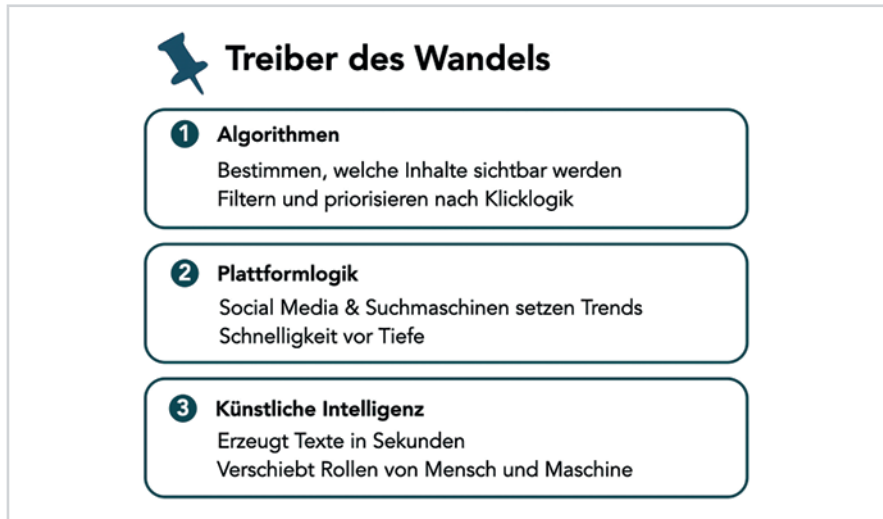 Treiber des Wandels
1 Algorithmen
Bestimmen, welche Inhalte sichtbar werden
Filtern und priorisieren nach Klicklogik
2 Plattformlogik
Social Media & Suchmaschinen setzen Trends
Schnelligkeit vor Tiefe
3 Künstliche Intelligenz
Erzeugt Texte in Sekunden
Verschiebt Rollen von Mensch und Maschine